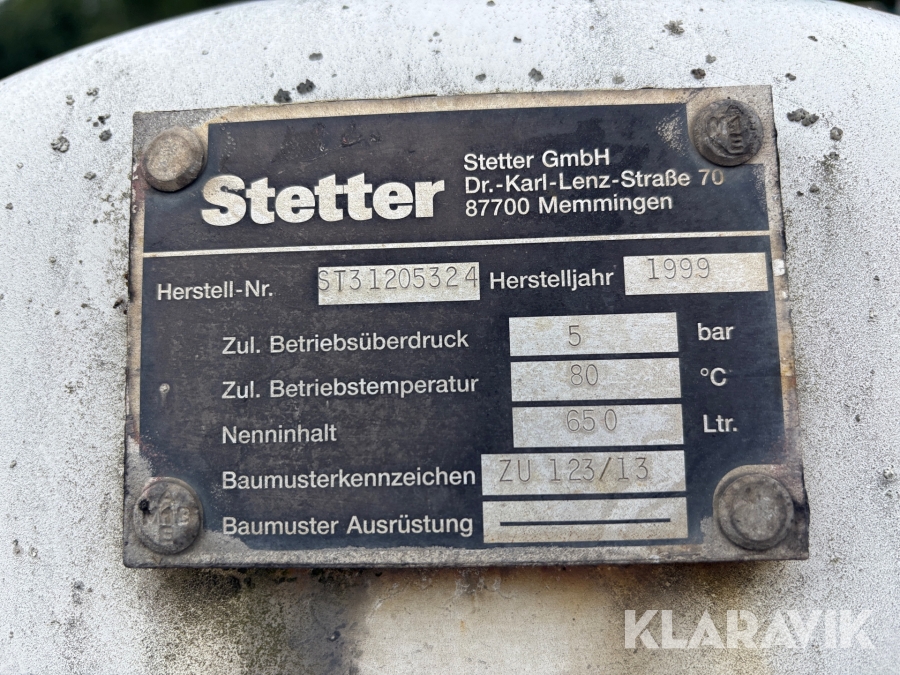 Stetter
Stetter GmbH
Dr.-Karl-Lenz-Straße 70
87700 Memmingen
Herstell-Nr. ST31205324 Herstelljahr 1999
Zul. Betriebsüberdruck 5 bar
Zul. Betriebstemperatur 80 °C
Nenninhalt 650 Ltr.
Baumusterkennzeichen ZU 123/13
Baumuster Ausrüstung
KLARAVIK